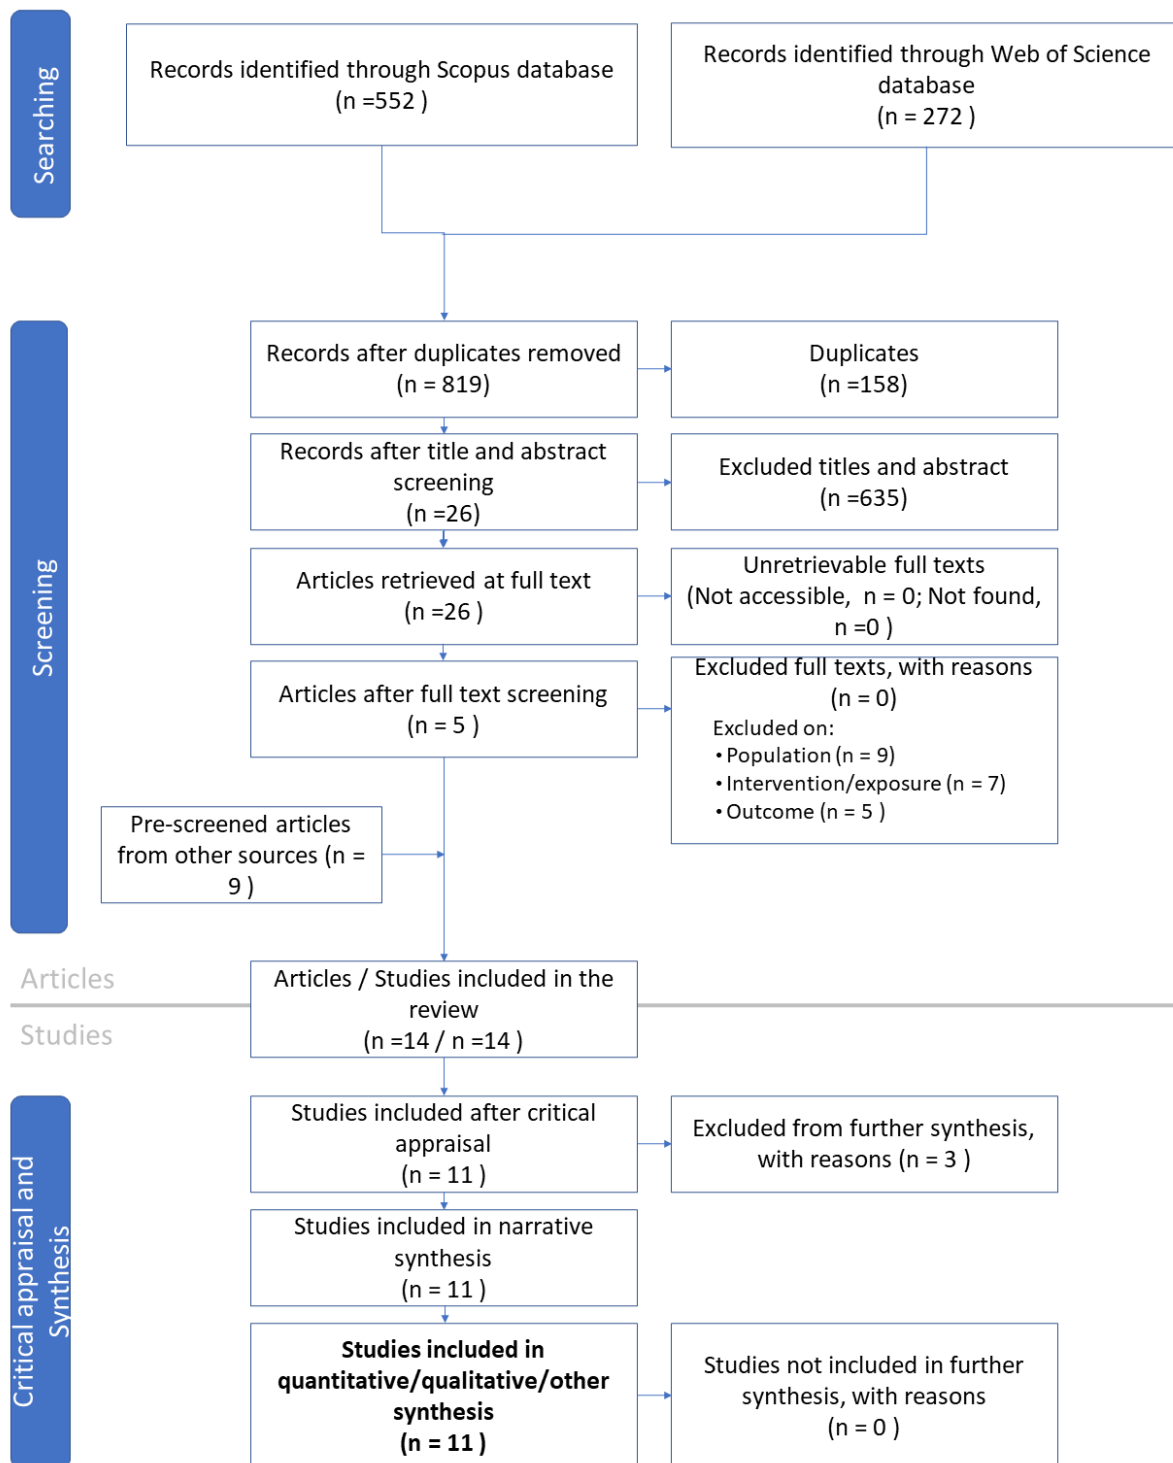 Searching
Records identified through Scopus database
(n =552 )
Records identified through Web of Science
database
(n = 272 )
Screening
Records after duplicates removed
(n = 819)
Duplicates
(n =158)
Records after title and abstract
screening
(n =26)
Excluded titles and abstract
(n =635)
Articles retrieved at full text
(n =26 )
Unretrievable full texts
(Not accessible,  n = 0; Not found,
n =0 )
Articles after full text screening
(n = 5 )
Excluded full texts, with reasons
(n = 0)
Excluded on:
• Population (n = 9)
• Intervention/exposure (n = 7)
• Outcome (n = 5 )
Pre-screened articles
from other sources (n =
9 )
Articles
Studies
Articles / Studies included in the
review
(n =14 / n =14 )
Critical appraisal and
Synthesis
Studies included after critical
appraisal
(n = 11 )
Excluded from further synthesis,
with reasons (n = 3 )
Studies included in narrative
synthesis
(n = 11 )
Studies included in
quantitative/qualitative/other
synthesis
(n = 11 )
Studies not included in further
synthesis, with reasons
(n = 0 )